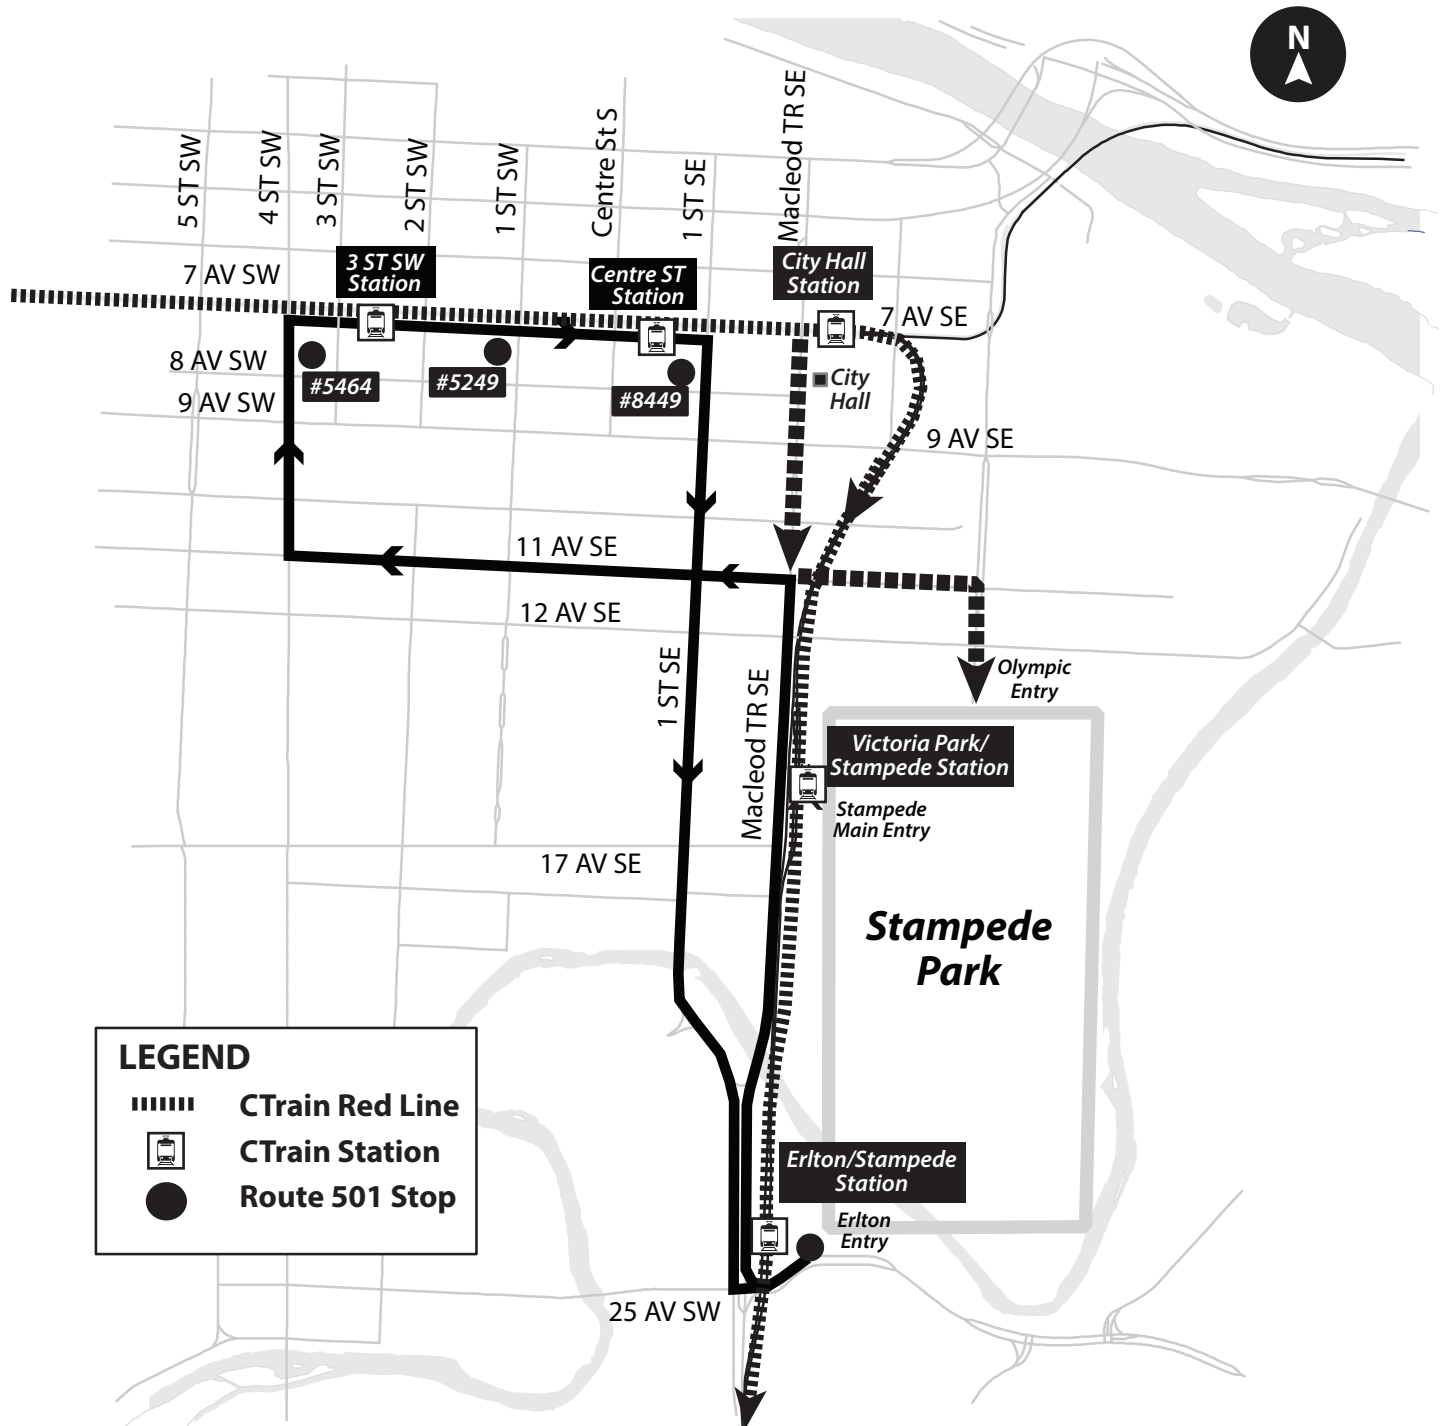 N
5 ST SW
4 ST SW
3 ST SW
2 ST SW
1 ST SW
Centre St S
1 ST SE
Macleod TR SE
7 AV SW
3 ST SW
Station
Centre ST
Station
City Hall
Station
7 AV SE
8 AV SW
#5464
#5249
#8449
City
Hall
9 AV SW
9 AV SE
11 AV SE
12 AV SE
1 ST SE
Macleod TR SE
Olympic
Entry
Victoria Park/
Stampede Station
Stampede
Main Entry
17 AV SE
Stampede
Park
LEGEND
CTrain Red Line
CTrain Station
Route 501 Stop
Erlton/Stampede
Station
Erlton
Entry
25 AV SW